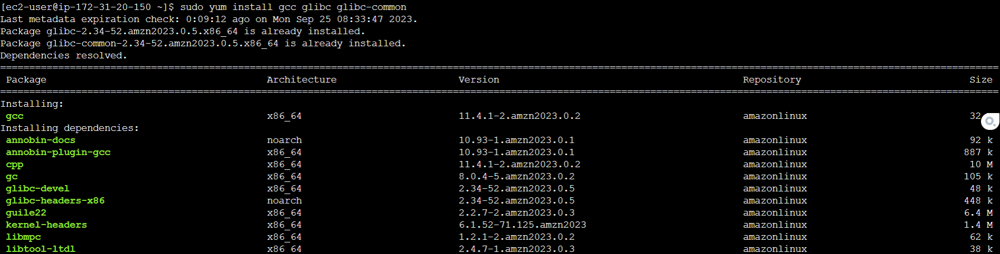 [ec2-user@ip-172-31-20-150 ~]$ sudo yum install gcc glibc glibc-common
Last metadata expiration check: 0:09:12 ago on Mon Sep 25 08:33:47 2023.
Package glibc-2.34-52.amzn2023.0.5.x86_64 is already installed.
Package glibc-common-2.34-52.amzn2023.0.5.x86_64 is already installed.
Dependencies resolved.
Package Architecture Version Repository Size
Installing:
gcc x86_64 11.4.1-2.amzn2023.0.2 amazonlinux 32
Installing dependencies:
annobin-docs noarch 10.93-1.amzn2023.0.1 amazonlinux 92 k
annobin-plugin-gcc x86_64 10.93-1.amzn2023.0.1 amazonlinux 887 k
cpp x86_64 11.4.1-2.amzn2023.0.2 amazonlinux 10 M
gc x86_64 8.0.4-5.amzn2023.0.2 amazonlinux 105 k
glibc-devel x86_64 2.34-52.amzn2023.0.5 amazonlinux 48 k
glibc-headers-x86 noarch 2.34-52.amzn2023.0.5 amazonlinux 448 k
guile22 x86_64 2.2.7-2.amzn2023.0.3 amazonlinux 6.4 M
kernel-headers x86_64 6.1.52-71.125.amzn2023 amazonlinux 1.4 M
libmpc x86_64 1.2.1-2.amzn2023.0.2 amazonlinux 62 k
libtool-ltdl x86_64 2.4.7-1.amzn2023.0.3 amazonlinux 38 k